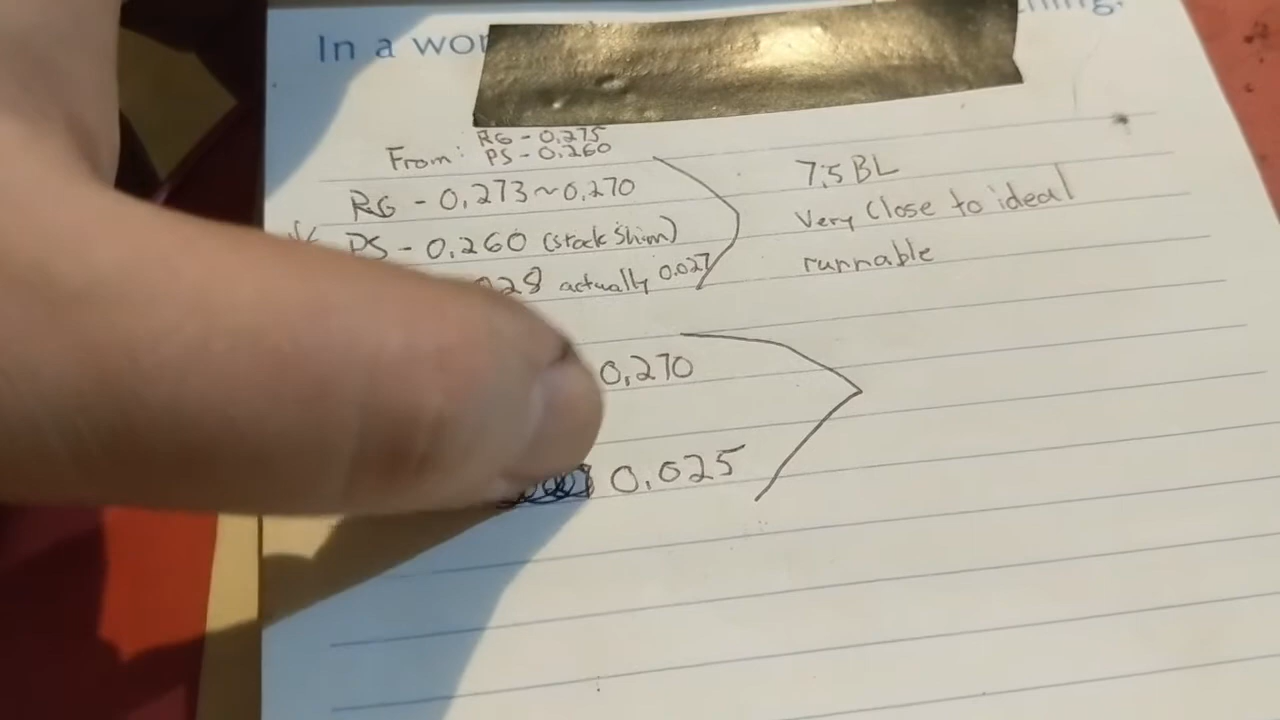 In a wor
From: RG - 0.275
PS - 0.260
RG - 0.273~0.270
PS - 0.260 (stock shim)
028 actually 0.027
7.5 BL
Very Close to ideal
runnable
0.270
0.025